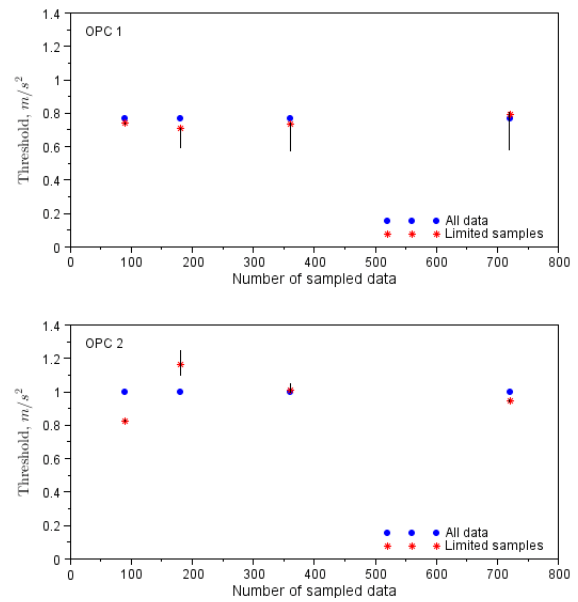 1.4
OPC 1
1.2
1
0.8
0.6
0.4
0.2
0
Threshold, m/s²
All data
Limited samples
0 100 200 300 400 500 600 700 800
Number of sampled data
1.4
OPC 2
1.2
1
0.8
0.6
0.4
0.2
0
Threshold, m/s²
All data
Limited samples
0 100 200 300 400 500 600 700 800
Number of sampled data